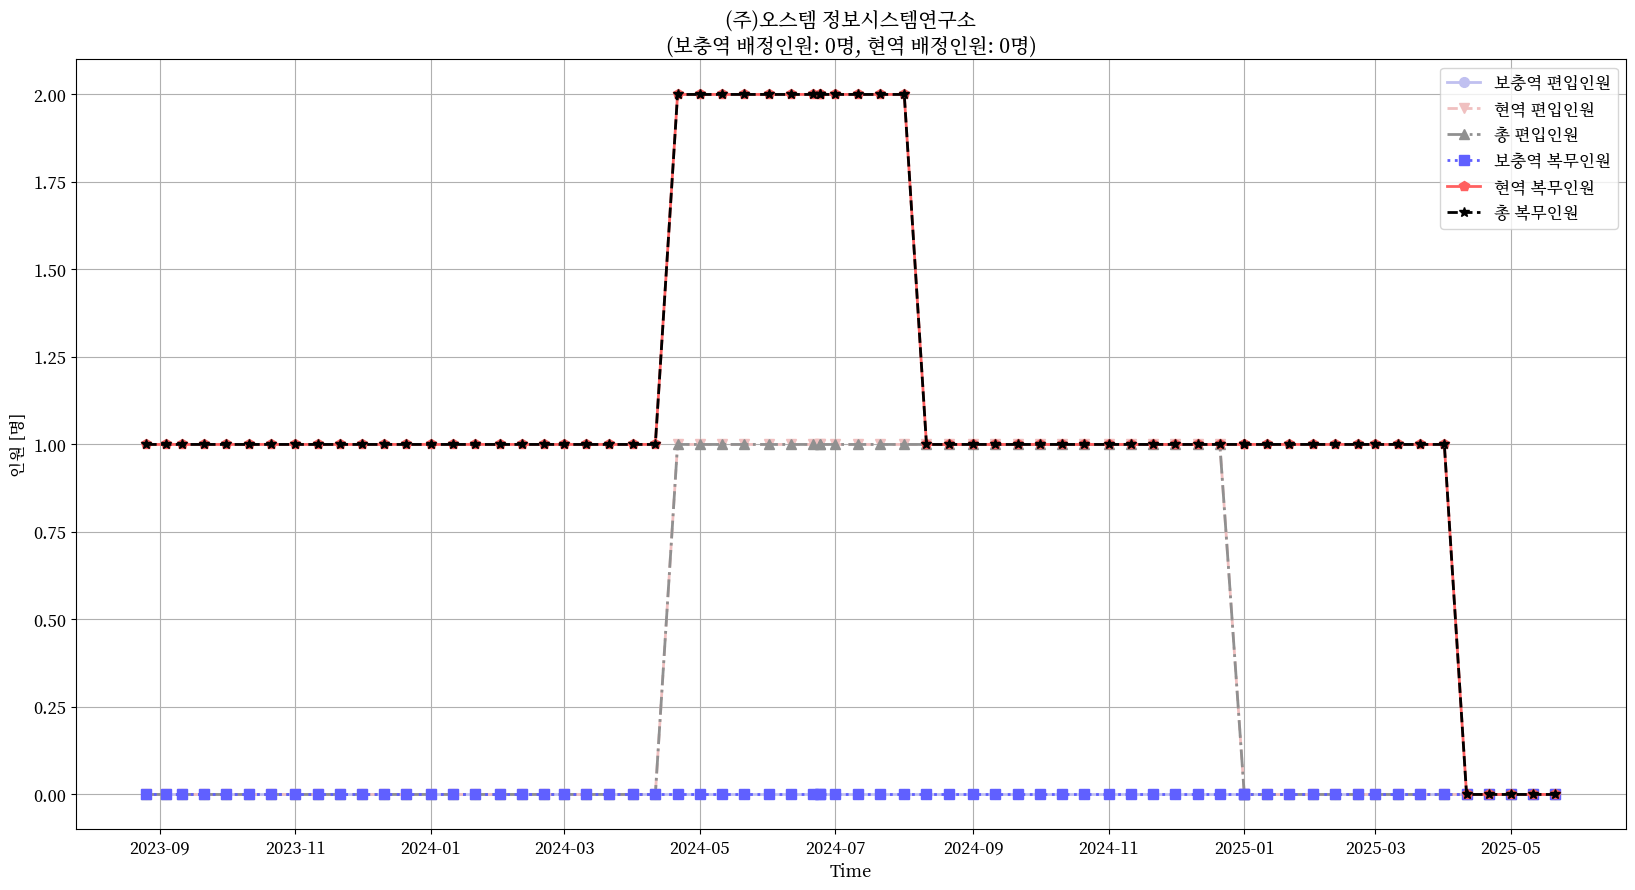 (주)오스템 정보시스템연구소
(보충역 배정인원: 0명, 현역 배정인원: 0명)
보충역 편입인원
현역 편입인원
총 편입인원
보충역 복무인원
현역 복무인원
총 복무인원
인원 [명]
2.00
1.75
1.50
1.25
1.00
0.75
0.50
0.25
0.00
2023-09 2023-11 2024-01 2024-03 2024-05 2024-07 2024-09 2024-11 2025-01 2025-03 2025-05
Time